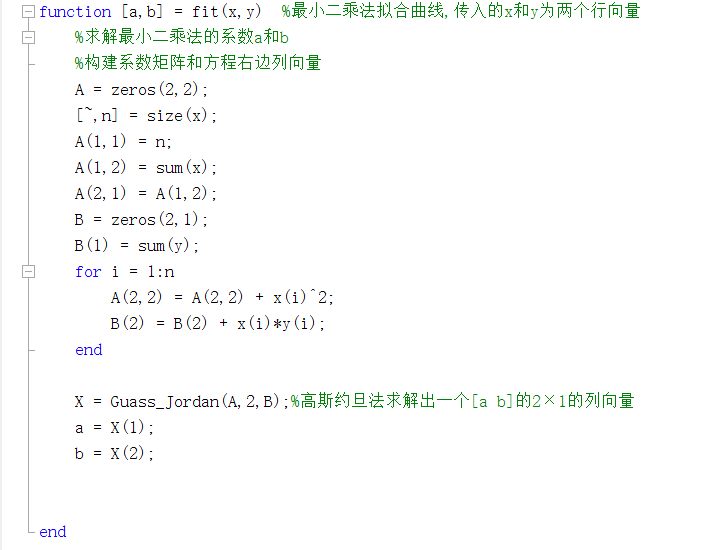 function [a,b] = fit(x,y)  %最小二乘法拟合曲线,传入的x和y为两个行向量
    %求解最小二乘法的系数a和b
    %构建系数矩阵和方程右边列向量
    A = zeros(2,2);
    [~,n] = size(x);
    A(1,1) = n;
    A(1,2) = sum(x);
    A(2,1) = A(1,2);
    B = zeros(2,1);
    B(1) = sum(y);
    for i = 1:n
        A(2,2) = A(2,2) + x(i)^2;
        B(2) = B(2) + x(i)*y(i);
    end
    X = Guass_Jordan(A,2,B);%高斯约旦法求解出一个[a b]的2×1的列向量
    a = X(1);
    b = X(2);
end